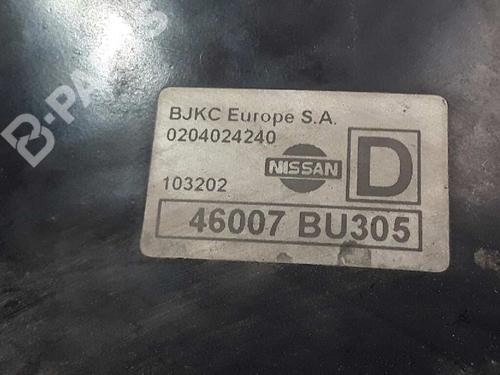 BJKC Europe S.A.
0204024240
NISSAN
D
103202
46007 BU305
B-PARTS